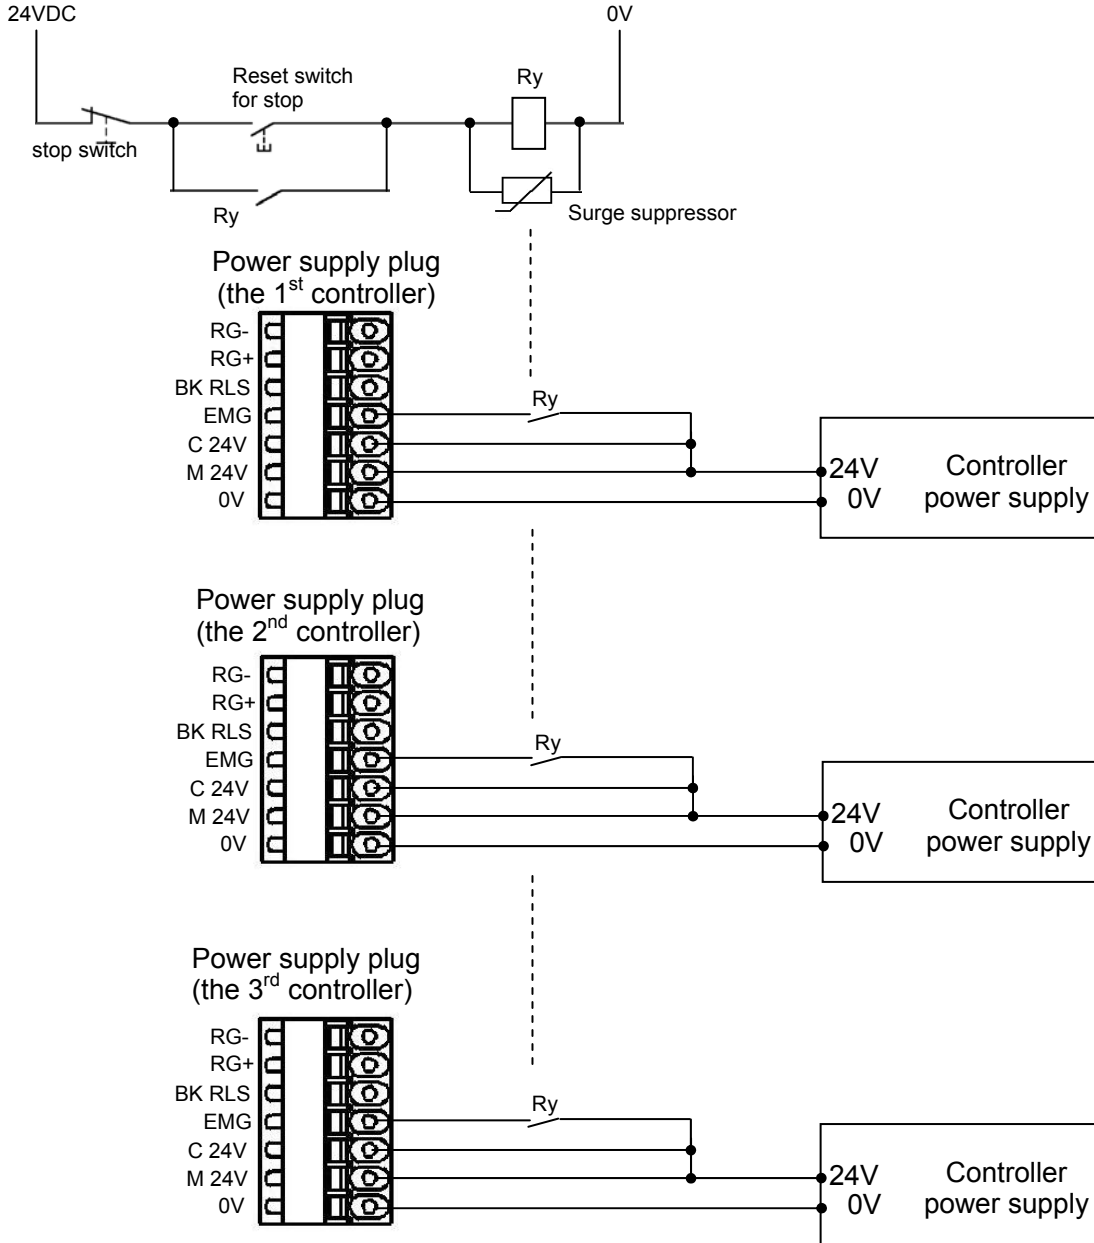 24VDC
0V
Reset switch
for stop
Ry
stop switch
Ry
Surge suppressor
Power supply plug
(the 1st controller)
RG-
RG+
BK RLS
EMG
C 24V
M 24V
0V
Ry
24V
0V
Controller
power supply
Power supply plug
(the 2nd controller)
RG-
RG+
BK RLS
EMG
C 24V
M 24V
0V
Ry
24V
0V
Controller
power supply
Power supply plug
(the 3rd controller)
RG-
RG+
BK RLS
EMG
C 24V
M 24V
0V
Ry
24V
0V
Controller
power supply